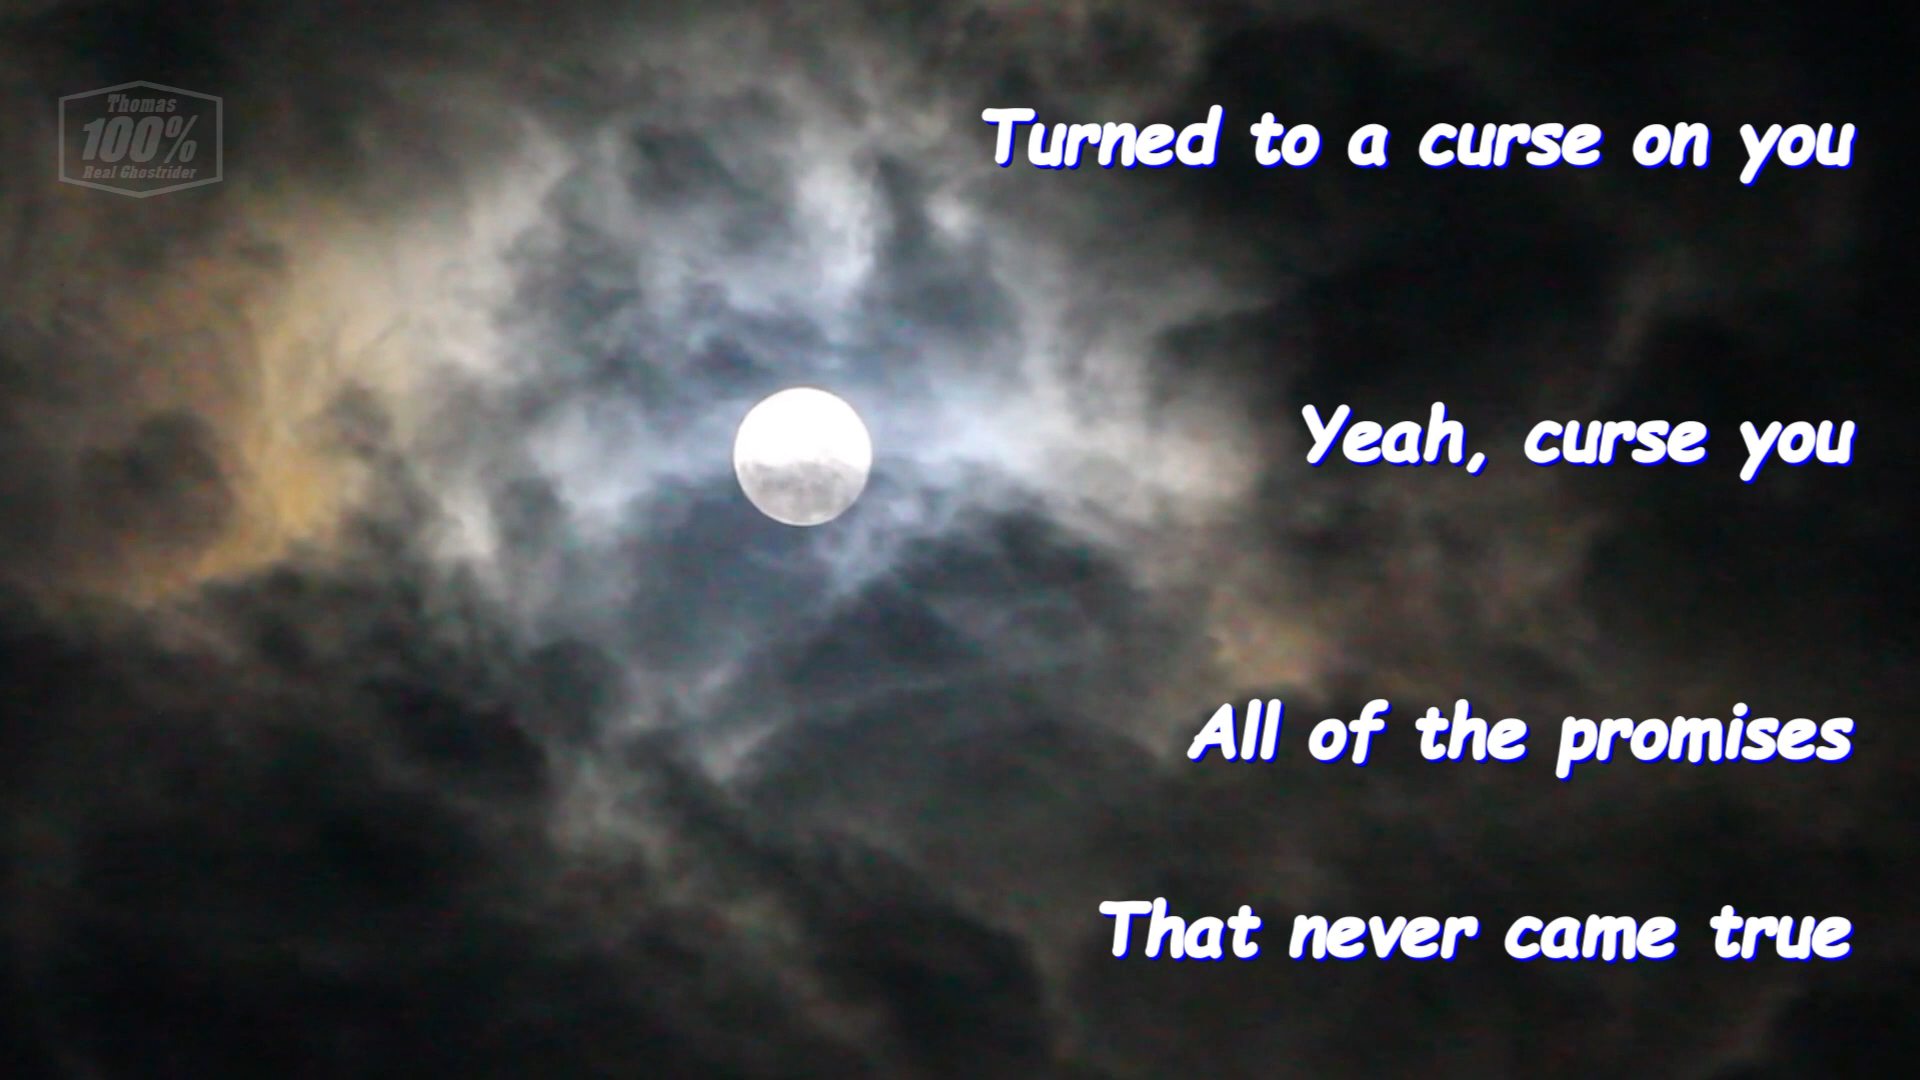 Thomas
100%
Real Ghostrider
Turned to a curse on you
Yeah, curse you
All of the promises
That never came true